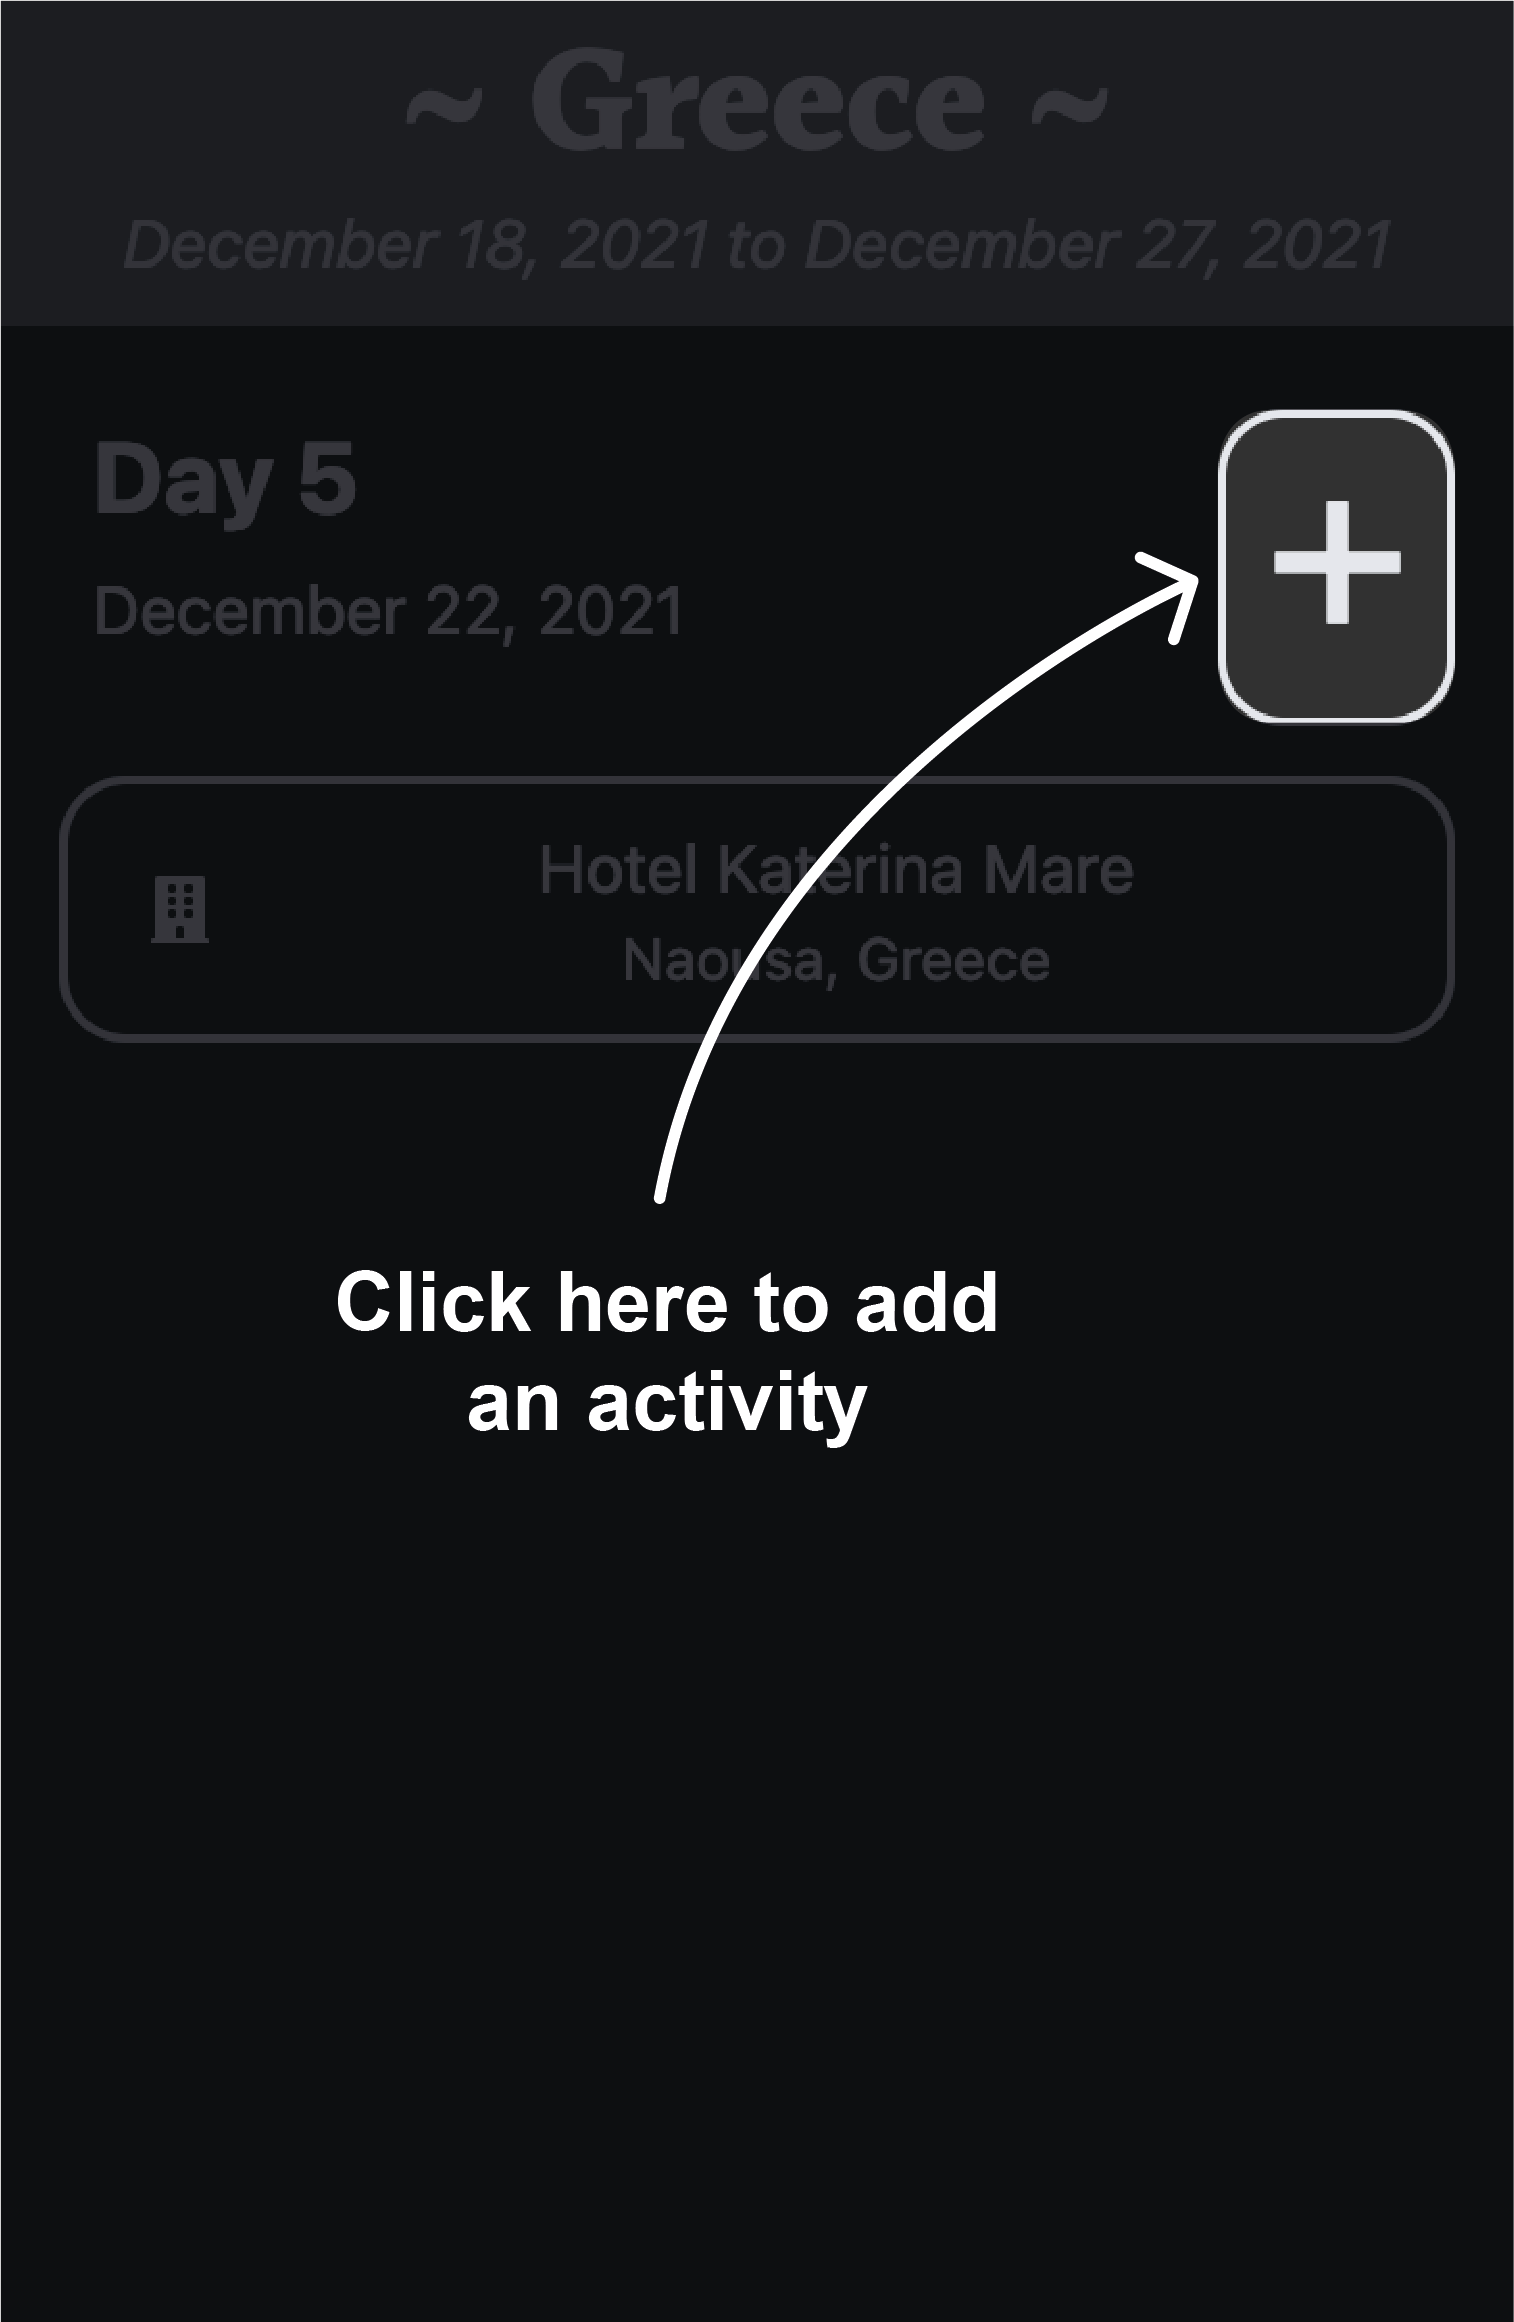 ~ Greece ~
December 18, 2021 to December 27, 2021
Day 5
December 22, 2021
Hotel Katerina Mare
Naousa, Greece
Click here to add
an activity